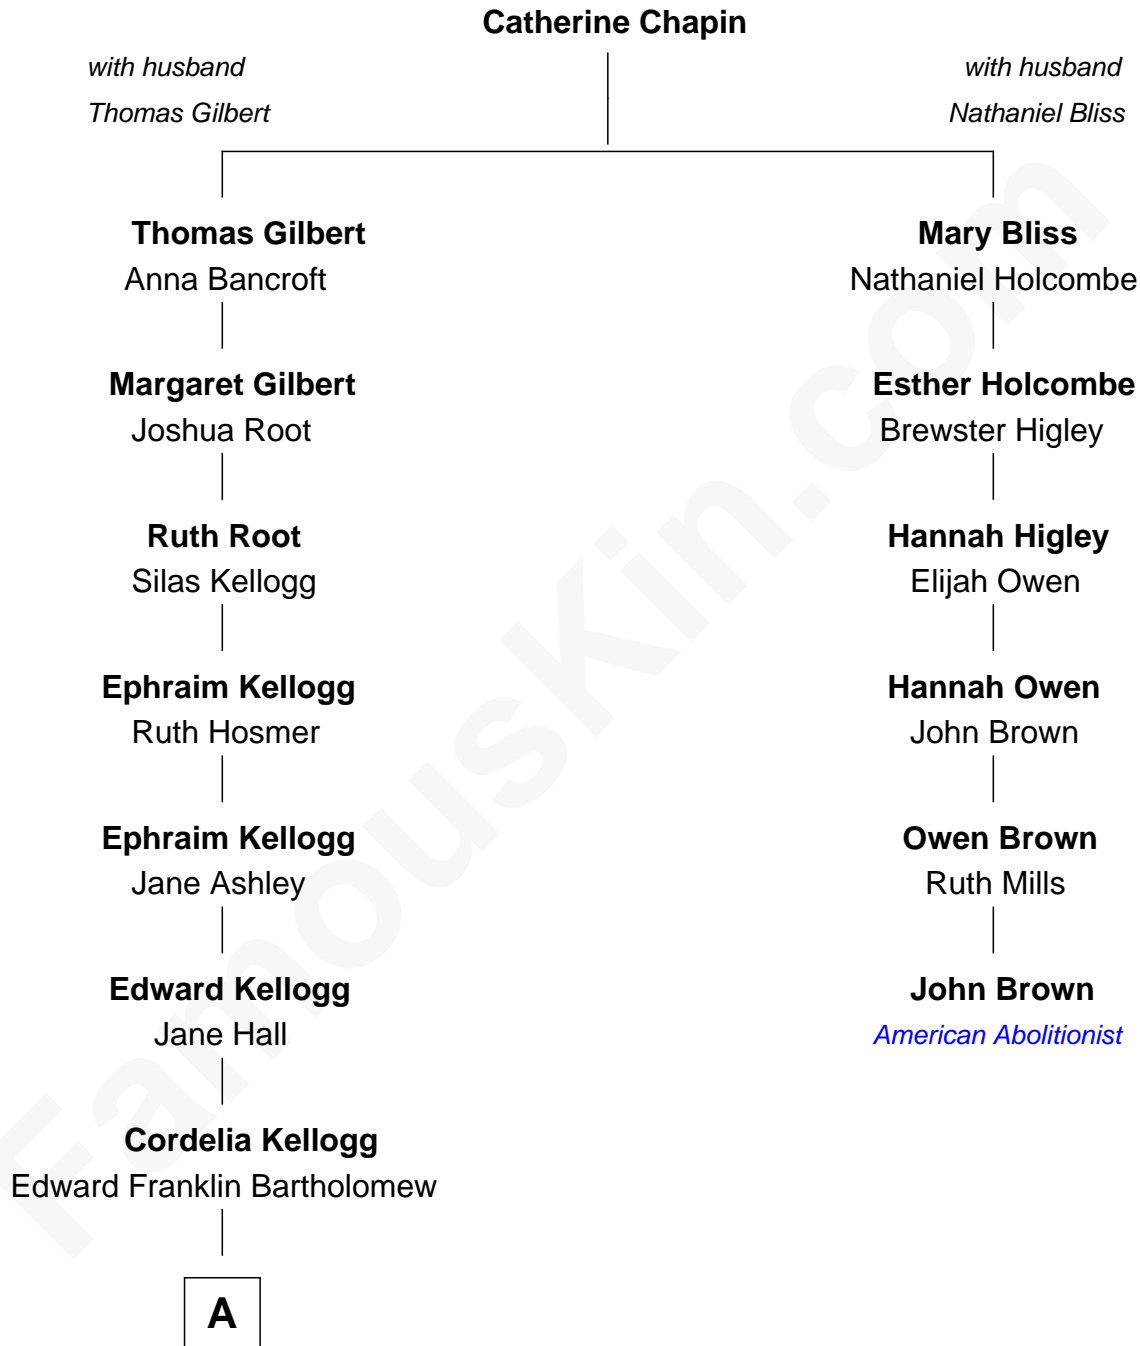 Catherine Chapin
with husband
Thomas Gilbert
with husband
Nathaniel Bliss
Thomas Gilbert
Anna Bancroft
Mary Bliss
Nathaniel Holcombe
Margaret Gilbert
Joshua Root
Esther Holcombe
Brewster Higley
Ruth Root
Silas Kellogg
Hannah Higley
Elijah Owen
Ephraim Kellogg
Ruth Hosmer
Hannah Owen
John Brown
Ephraim Kellogg
Jane Ashley
Owen Brown
Ruth Mills
Edward Kellogg
Jane Hall
John Brown
American Abolitionist
Cordelia Kellogg
Edward Franklin Bartholomew
A
FamousKin.com